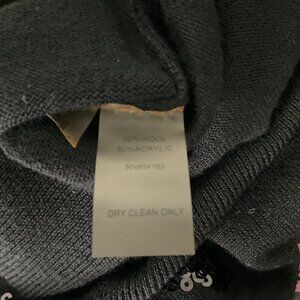 50% WOOL
50% ACRYLIC
RN#54163
DRY CLEAN ONLY